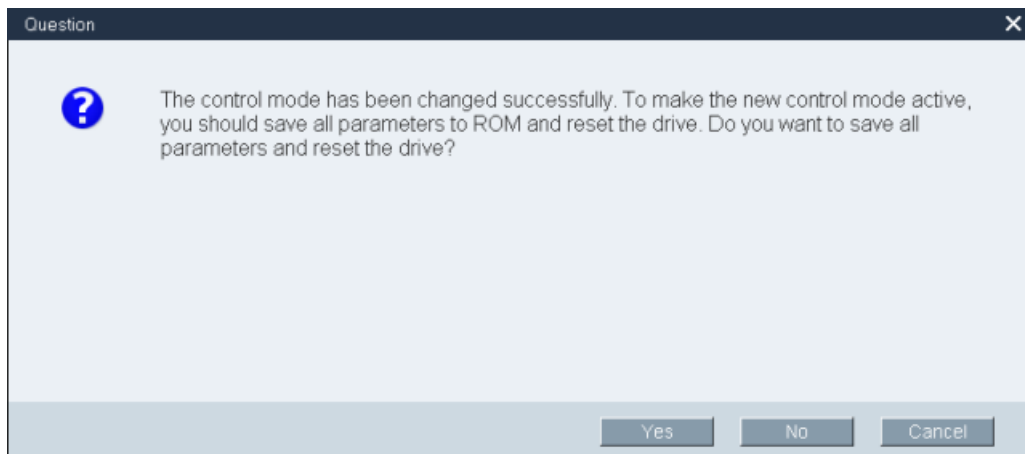 Question
The control mode has been changed successfully. To make the new control mode active,
you should save all parameters to ROM and reset the drive. Do you want to save all
parameters and reset the drive?
Yes No Cancel